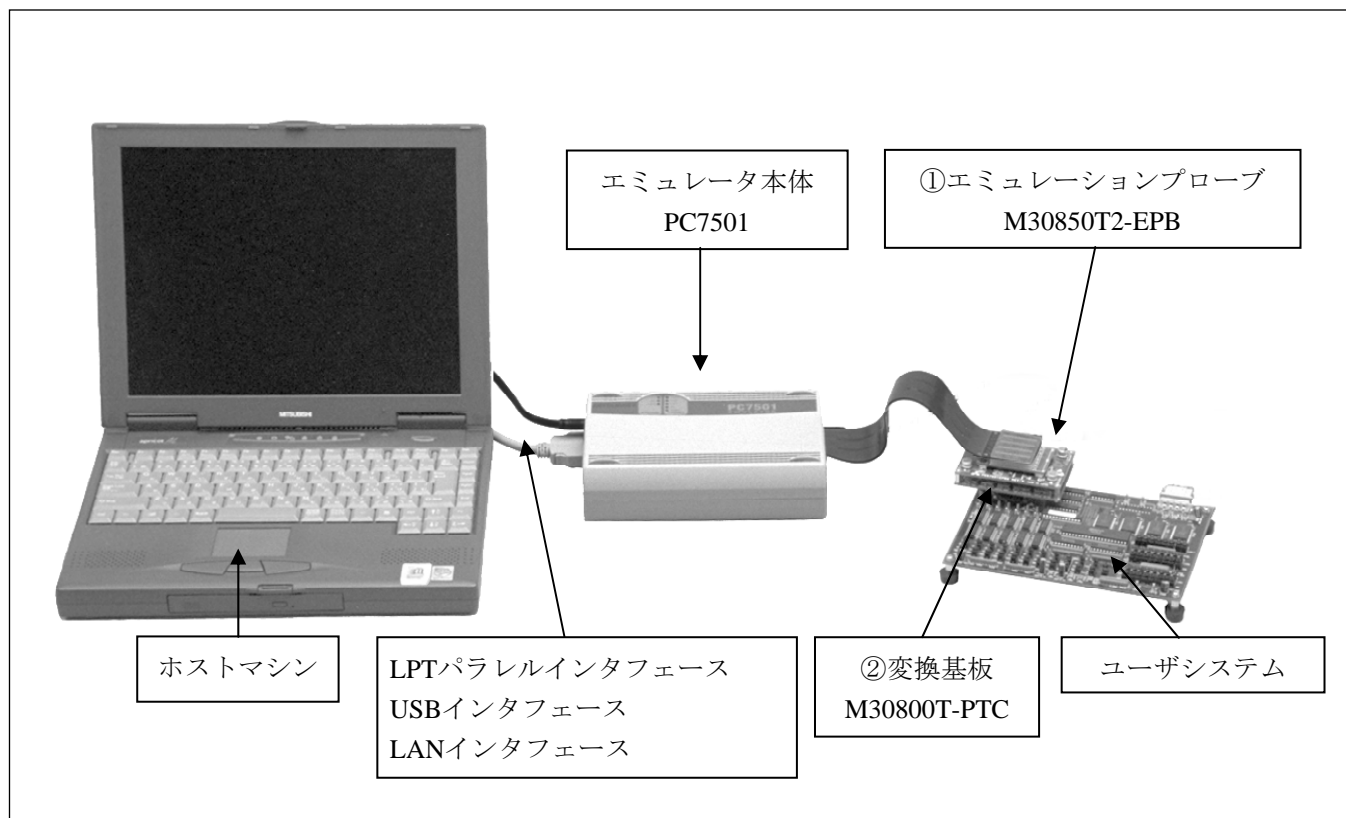 エミュレータ本体
PC7501
①エミュレーションプローブ
M30850T2-EPB
PC7501
MITSUBISHI
ホストマシン
LPTパラレルインタフェース
USBインタフェース
LANインタフェース
②変換基板
M30800T-PTC
ユーザシステム